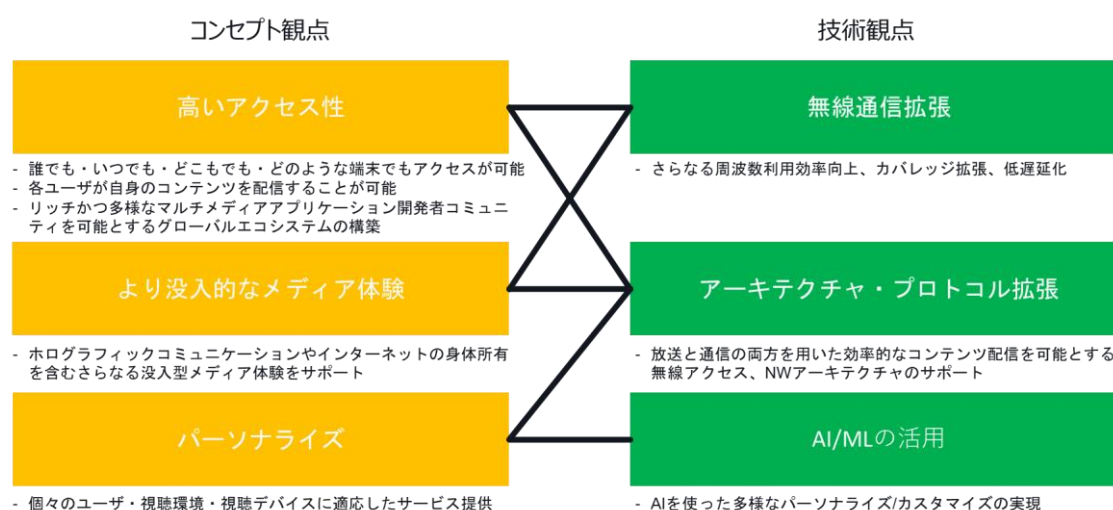 コンセプト観点
技術観点
高いアクセス性
- 誰でも・いつでも・どこもでも・どのような端末でもアクセスが可能
- 各ユーザが自身のコンテンツを配信することが可能
- リッチかつ多様なマルチメディアアプリケーション開発者コミュニ
ティを可能とするグローバルエコシステムの構築
無線通信拡張
- さらなる周波数利用効率向上、カバレッジ拡張、低遅延化
より没入的なメディア体験
- ホログラフィックコミュニケーションやインターネットの身体所有
を含むさらなる没入型メディア体験をサポート
アーキテクチャ・プロトコル拡張
- 放送と通信の両方を用いた効率的なコンテンツ配信を可能とする
無線アクセス、NWアーキテクチャのサポート
パーソナライズ
- 個々のユーザ・視聴環境・視聴デバイスに適応したサービス提供
AI/MLの活用
- AIを使った多様なパーソナライズ/カスタマイズの実現